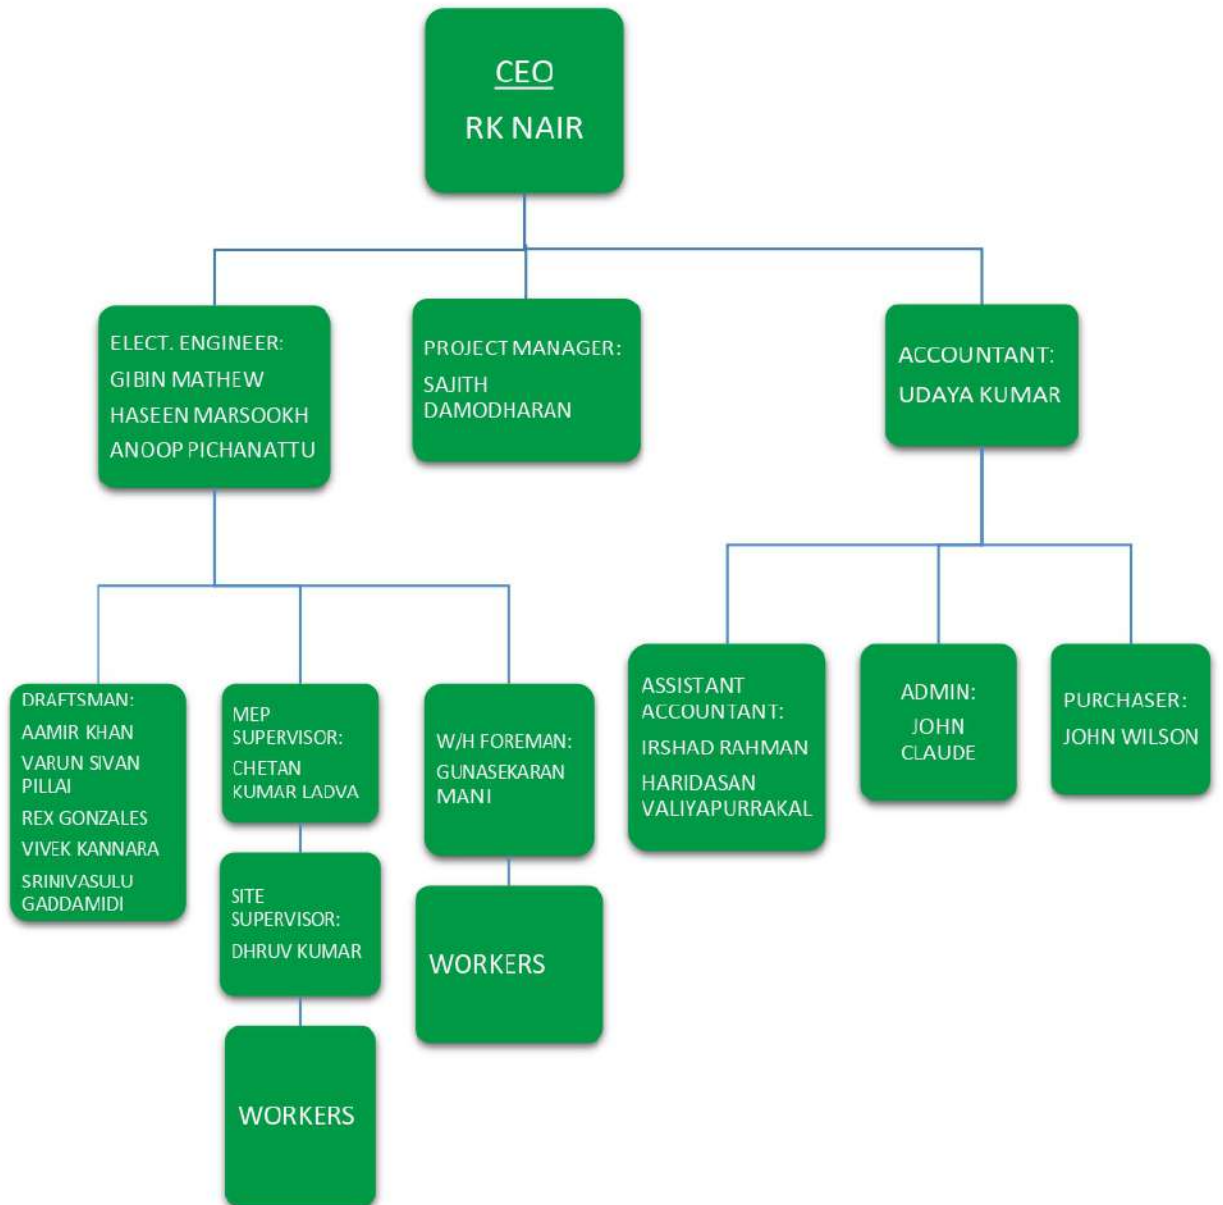 CEO
RK NAIR
ELECT. ENGINEER:
GIBIN MATHEW
HASEEN MARSOOKH
ANOOP PICHANATTU
PROJECT MANAGER:
SAJITH
DAMODHARAN
ACCOUNTANT:
UDAYA KUMAR
DRAFTSMAN:
AAMIR KHAN
VARUN SIVAN
PILLAI
REX GONZALES
VIVEK KANNARA
SRINIVASULU
GADDAMIDI
MEP
SUPERVISOR:
CHETAN
KUMAR LADVA
SITE
SUPERVISOR:
DHRUV KUMAR
WORKERS
W/H FOREMAN:
GUNASEKARAN
MANI
WORKERS
ASSISTANT
ACCOUNTANT:
IRSHAD RAHMAN
HARIDASAN
VALIYAPURRAKAL
ADMIN:
JOHN
CLAUDE
PURCHASER:
JOHN WILSON